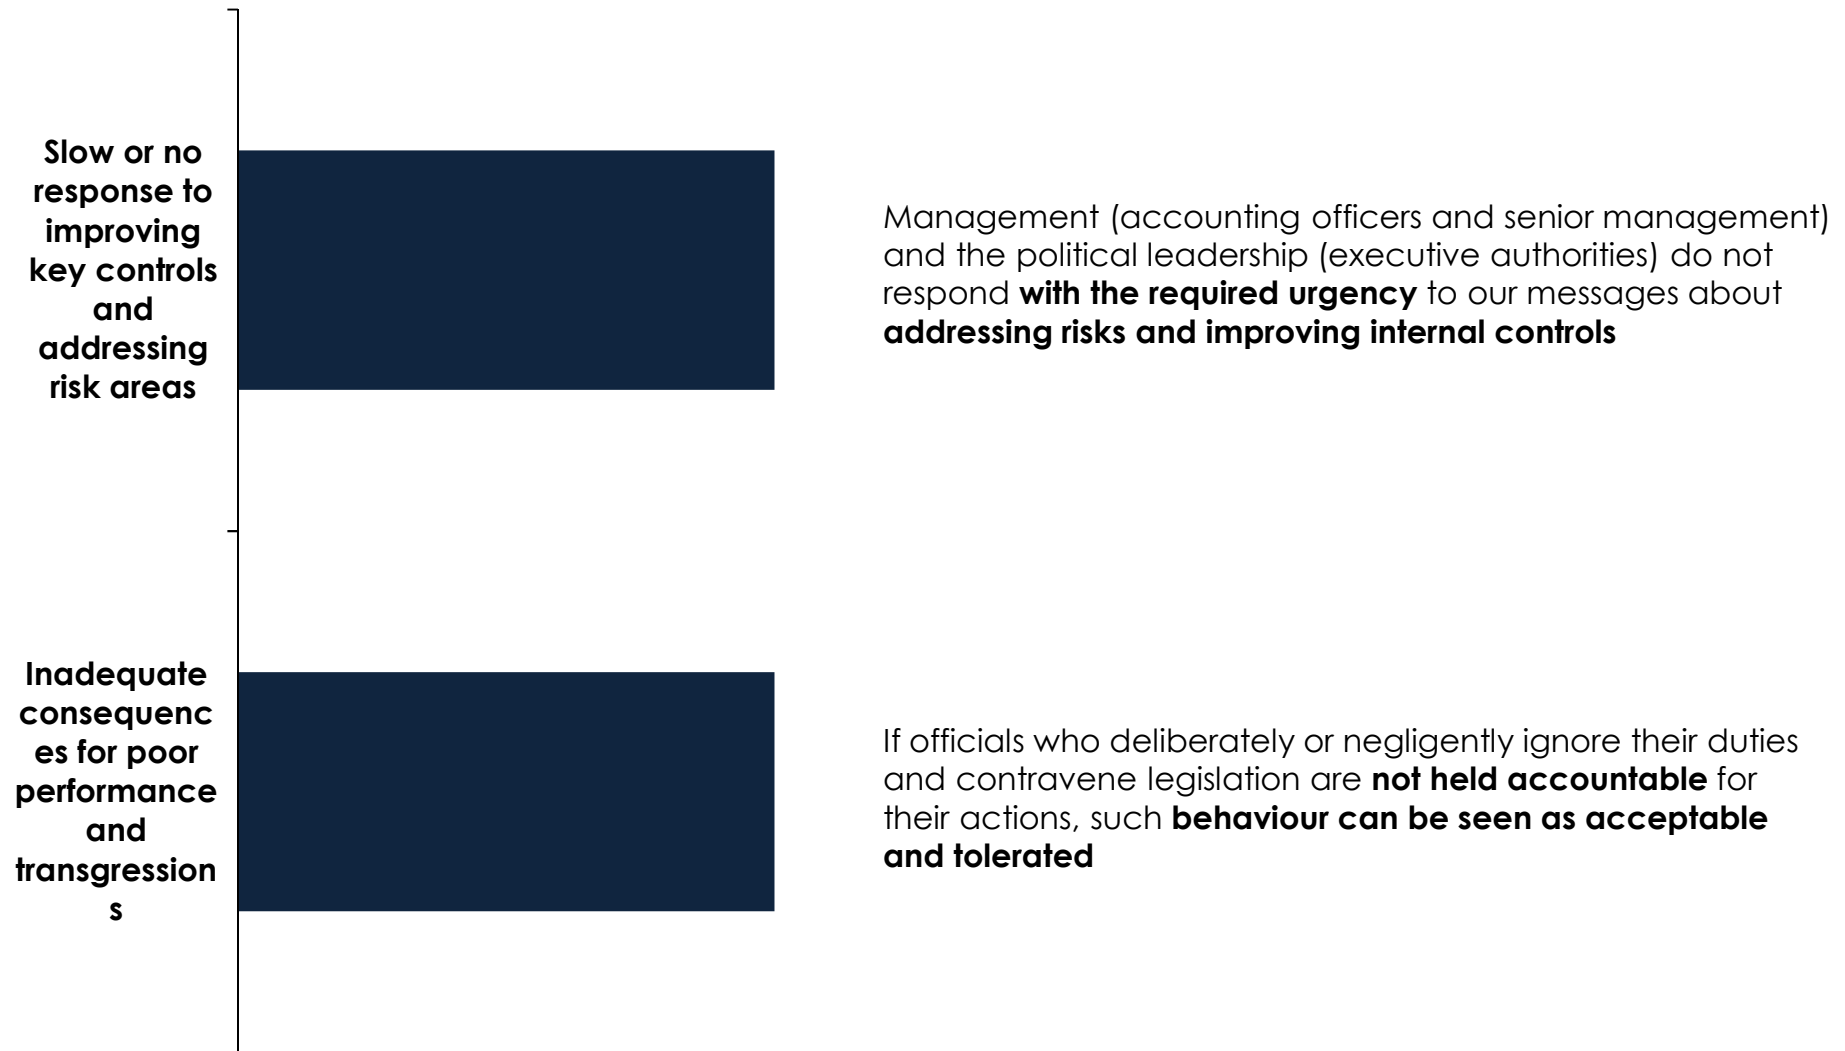 Slow or no
response to
improving
key controls
and
addressing
risk areas
Management (accounting officers and senior management)
and the political leadership (executive authorities) do not
respond with the required urgency to our messages about
addressing risks and improving internal controls
Inadequate
consequenc
es for poor
performance
and
transgression
s
If officials who deliberately or negligently ignore their duties
and contravene legislation are not held accountable for
their actions, such behaviour can be seen as acceptable
and tolerated